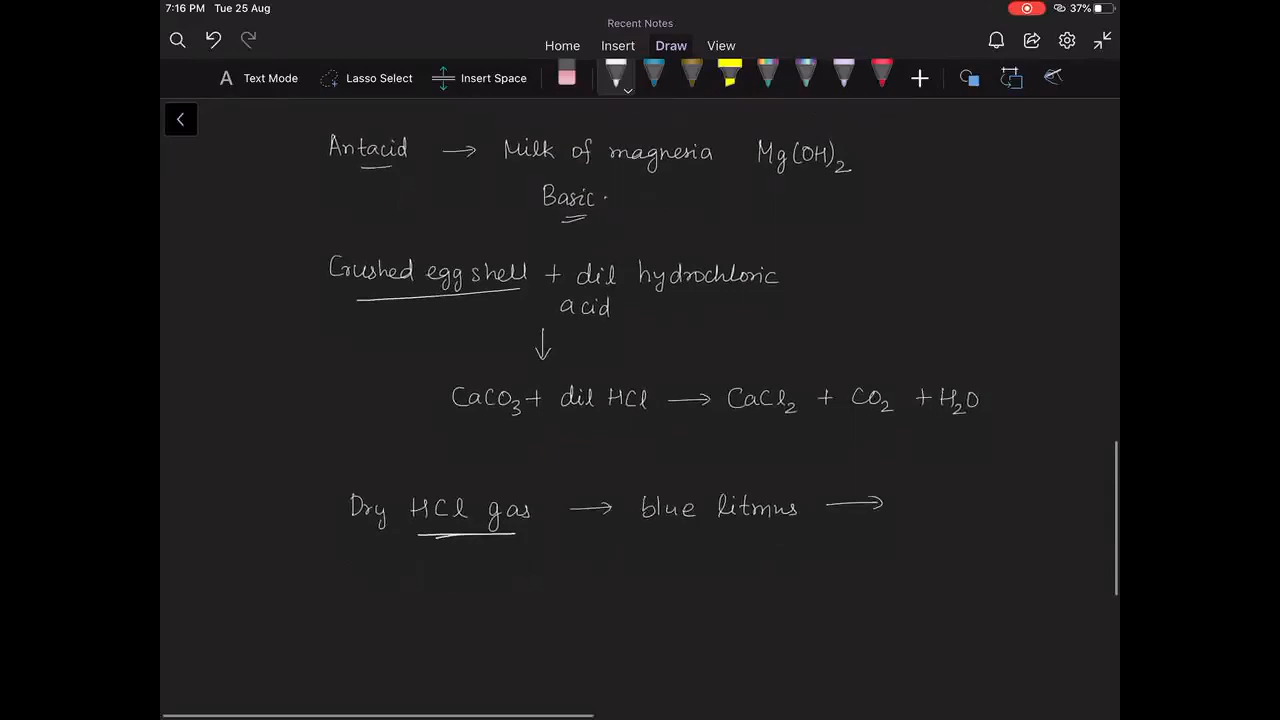 7:16 PM Tue 25 Aug
37%
Recent Notes
Home Insert Draw View
A Text Mode Lasso Select Insert Space
Antacid → Milk of magnesia Mg(OH)₂
Basic.
Crushed egg shell + dil hydrochloric
acid
↓
CaCO₃ + dil HCl → CaCl₂ + CO₂ + H₂O
Dry HCl gas → blue litmus →